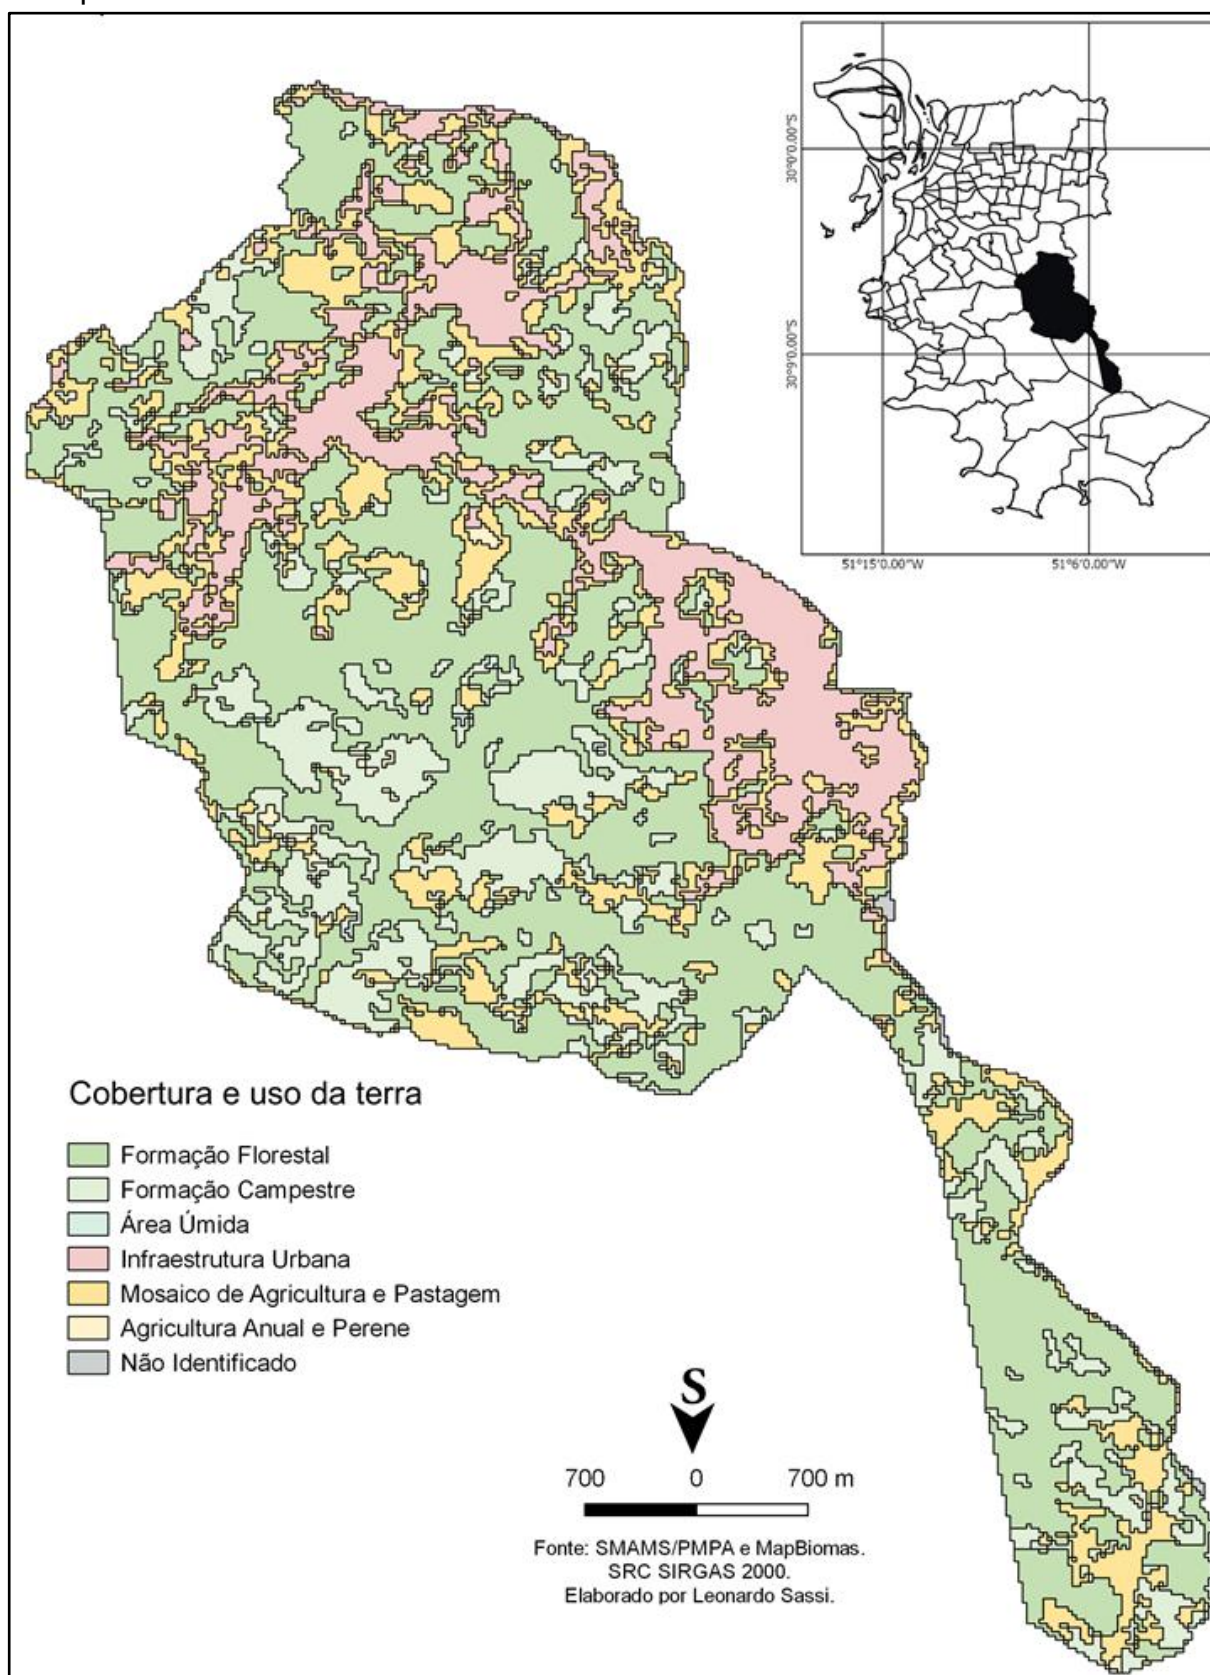 30°0'0.00"S
30°9'0.00"S
51°15'0.00"W
51°6'0.00"W
Cobertura e uso da terra
Formação Florestal
Formação Campestre
Área Úmida
Infraestrutura Urbana
Mosaico de Agricultura e Pastagem
Agricultura Anual e Perene
Não Identificado
S
700 0 700 m
Fonte: SMAMS/PMPA e MapBiomas.
SRC SIRGAS 2000.
Elaborado por Leonardo Sassi.